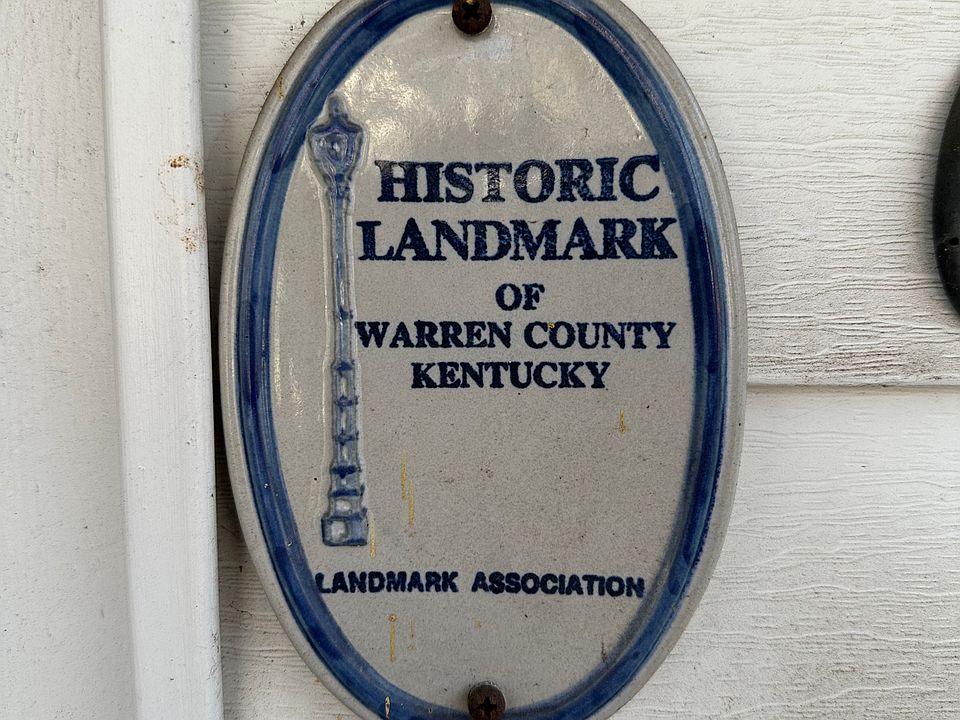 HISTORIC
LANDMARK
OF
WARREN COUNTY
KENTUCKY
LANDMARK ASSOCIATION